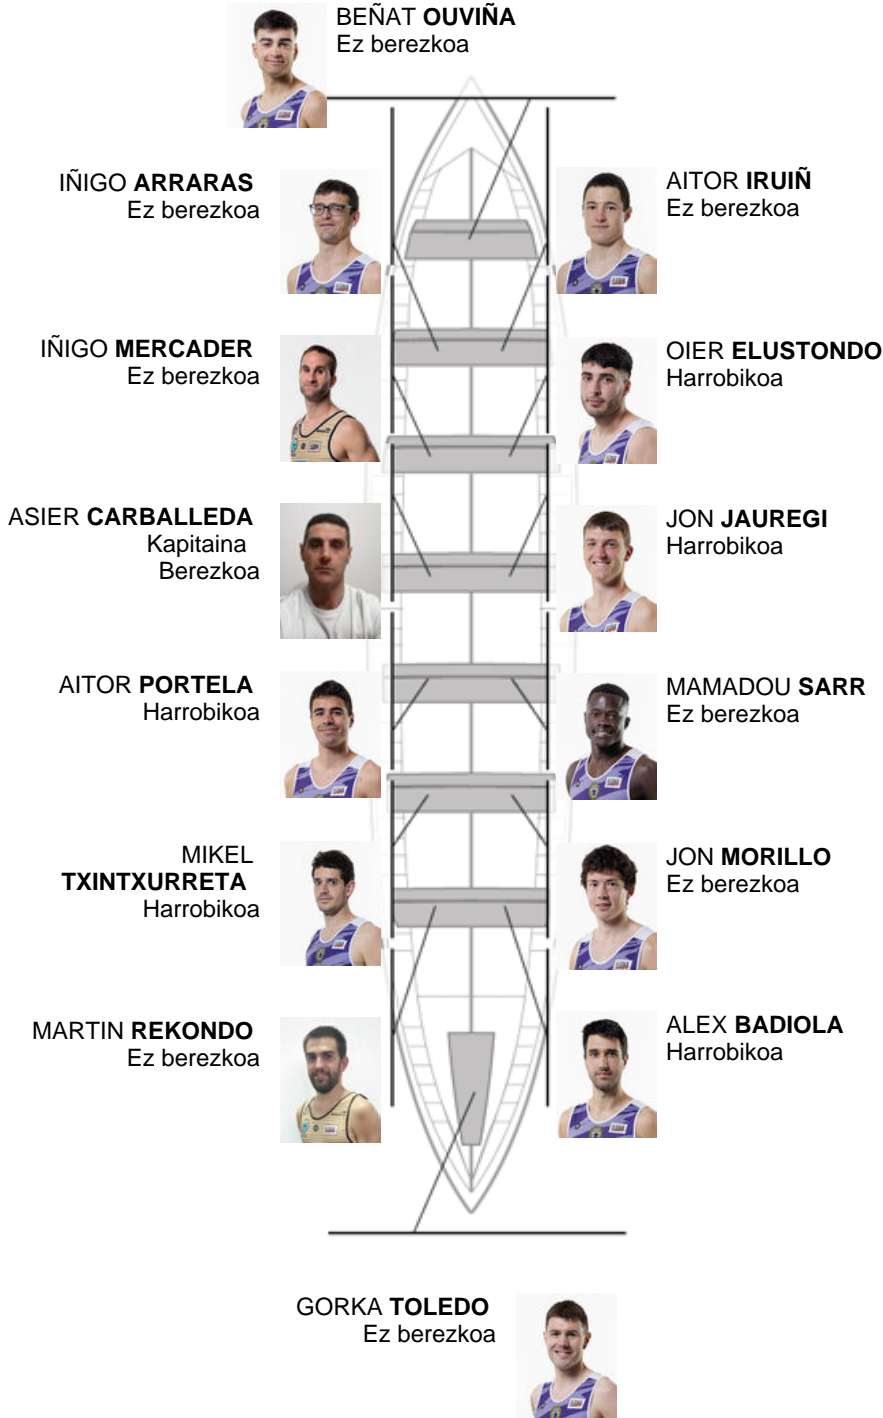 BEÑAT OUVIÑA
Ez berezkoa
IÑIGO ARRARAS
Ez berezkoa
AITOR IRUIÑ
Ez berezkoa
IÑIGO MERCADER
Ez berezkoa
OIER ELUSTONDO
Harrobikoa
ASIER CARBALLEDA
Kapitaina
Berezkoa
JON JAUREGI
Harrobikoa
AITOR PORTELA
Harrobikoa
MAMADOU SARR
Ez berezkoa
MIKEL
TXINTXURRETA
Harrobikoa
JON MORILLO
Ez berezkoa
MARTIN REKONDO
Ez berezkoa
ALEX BADIOLA
Harrobikoa
GORKA TOLEDO
Ez berezkoa